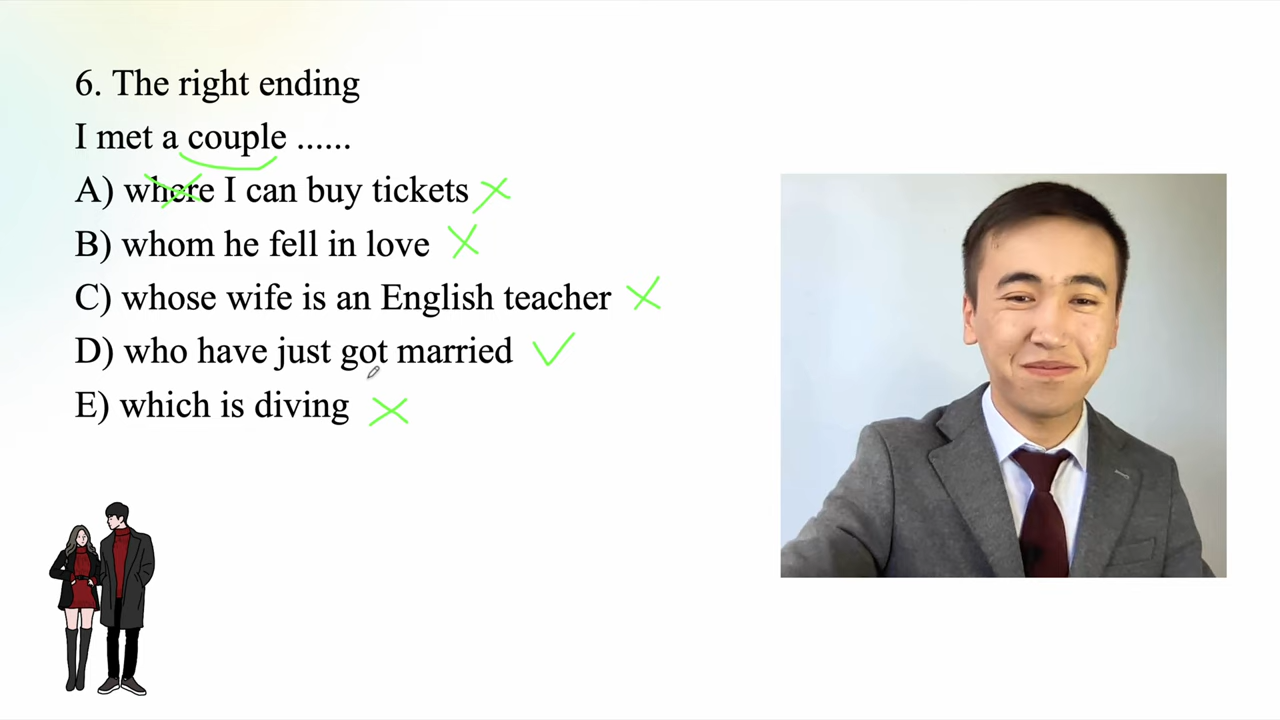 6. The right ending
I met a couple ......
A) where I can buy tickets
B) whom he fell in love
C) whose wife is an English teacher
D) who have just got married
E) which is diving